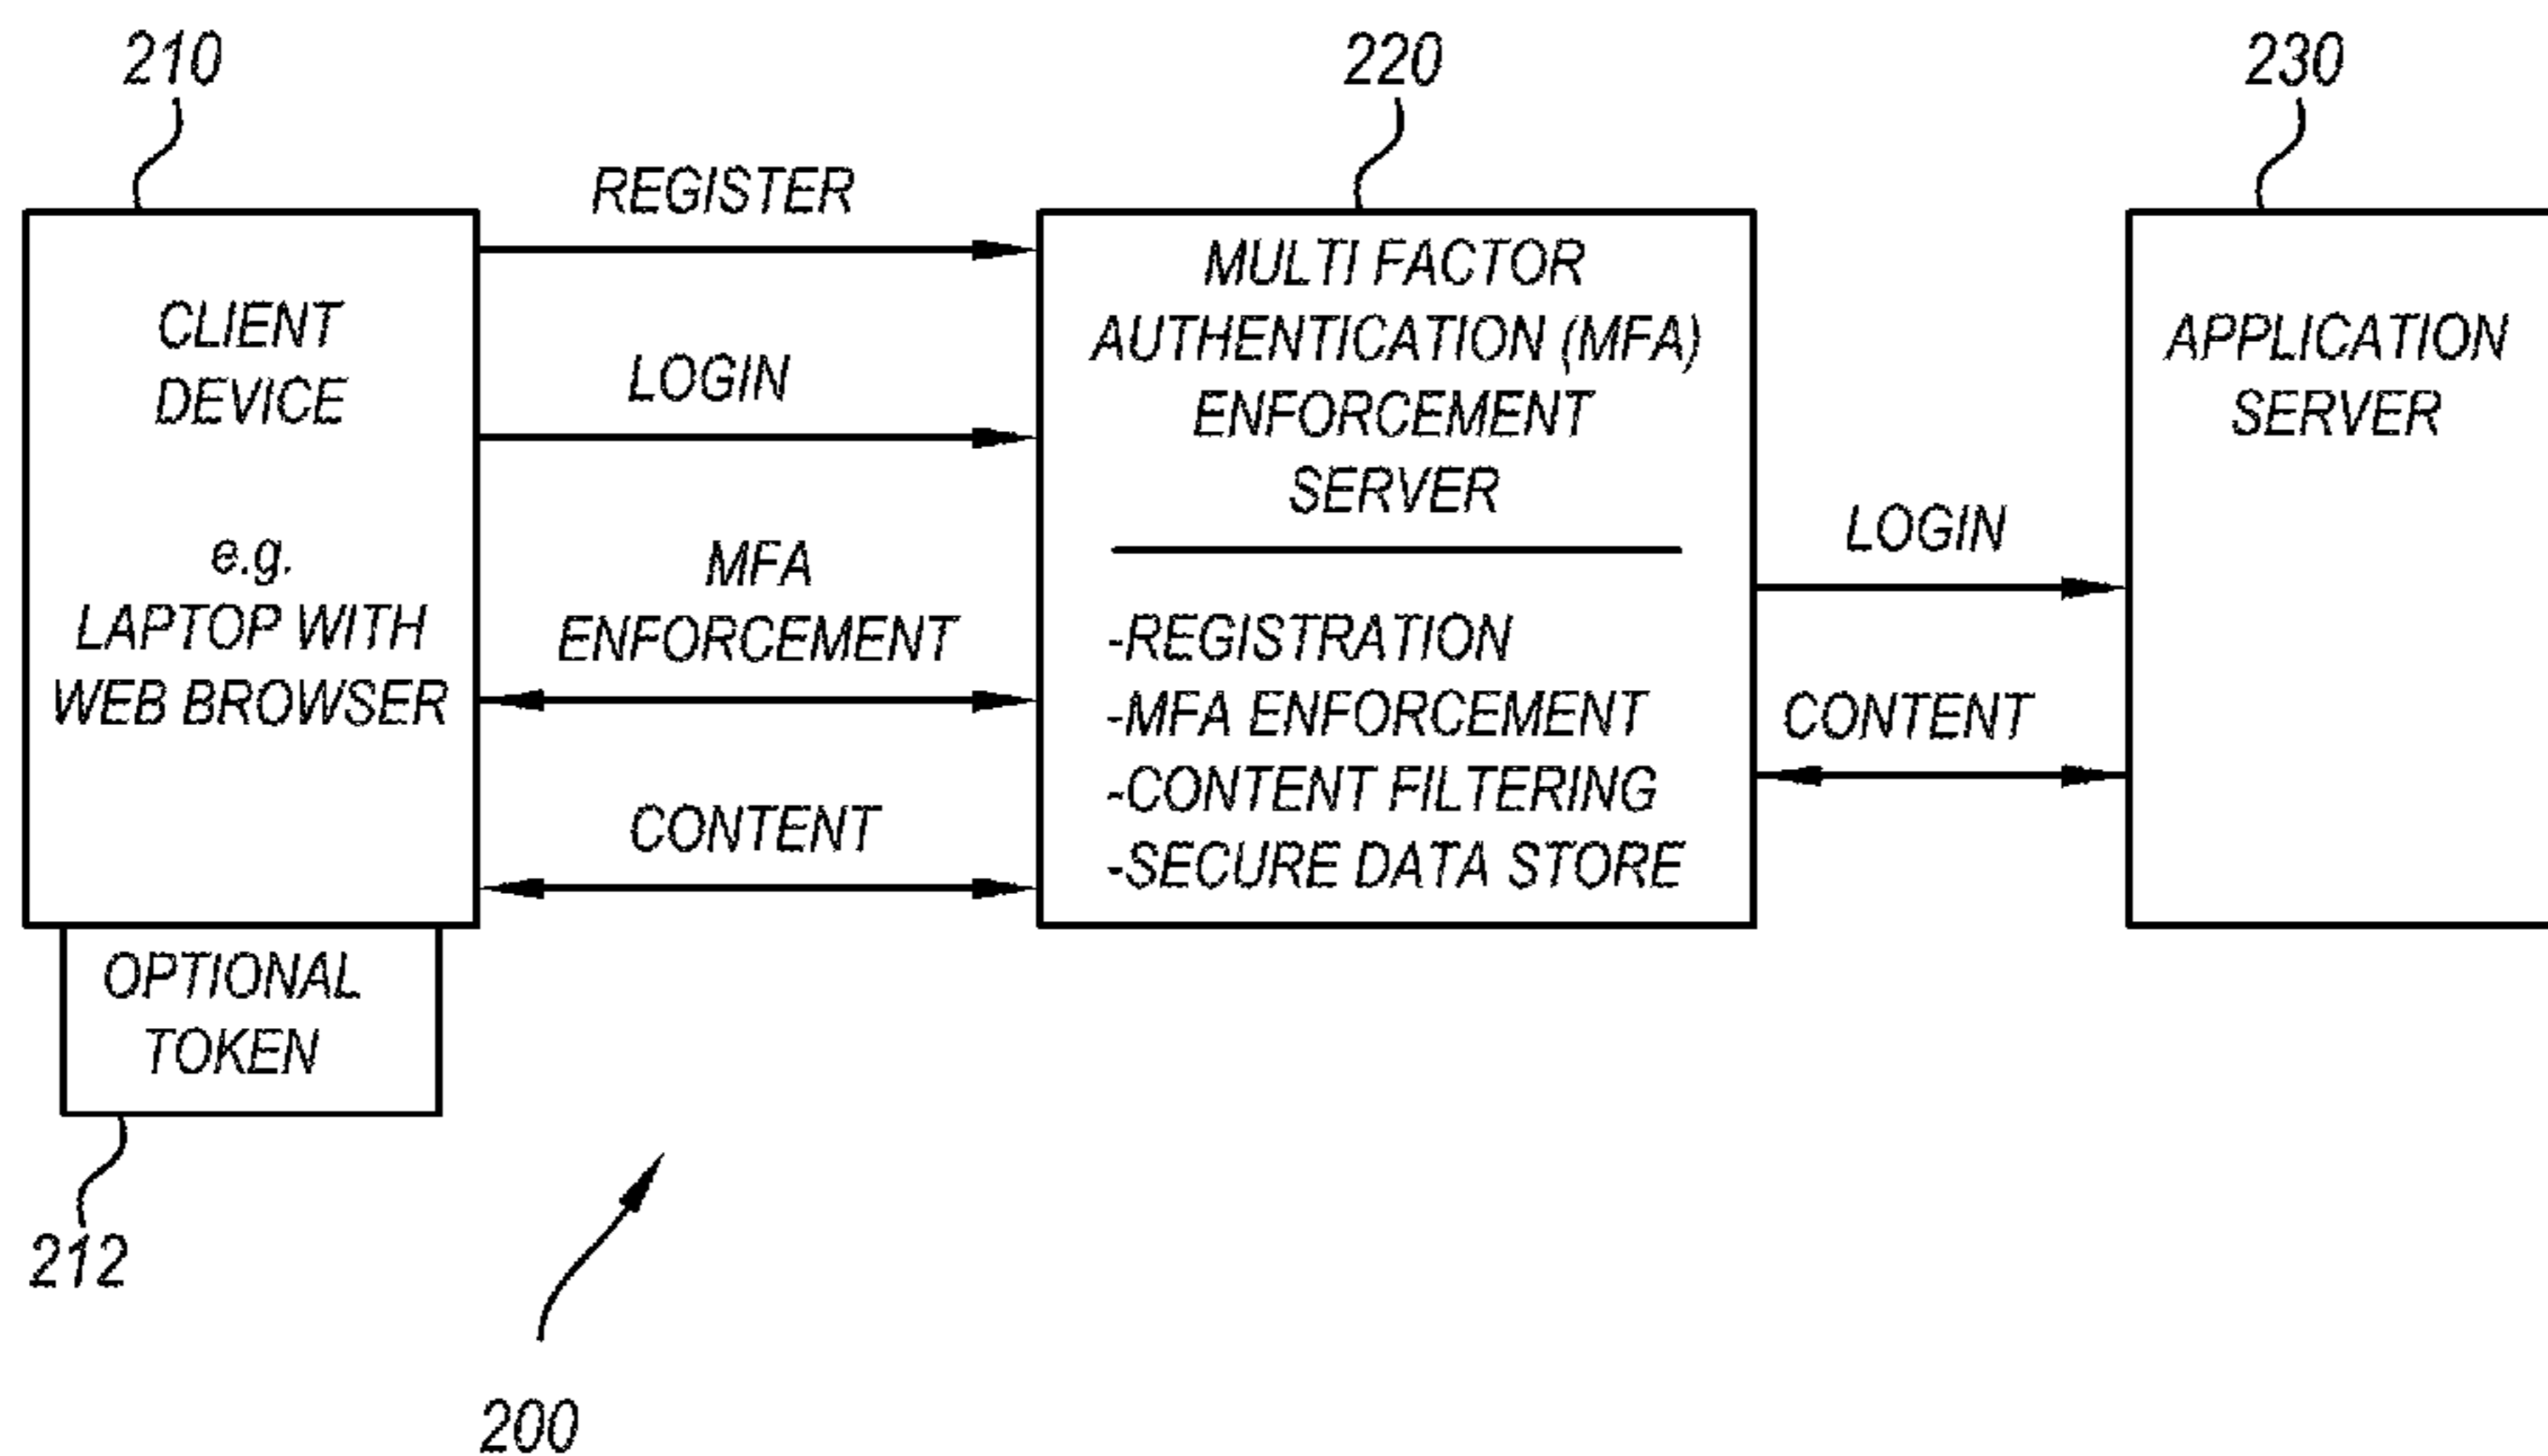 210
220
230
REGISTER
CLIENT
DEVICE
e.g.
LAPTOP WITH
WEB BROWSER
LOGIN
MFA
ENFORCEMENT
CONTENT
MULTI FACTOR
AUTHENTICATION (MFA)
ENFORCEMENT
SERVER
-REGISTRATION
-MFA ENFORCEMENT
-CONTENT FILTERING
-SECURE DATA STORE
LOGIN
CONTENT
APPLICATION
SERVER
OPTIONAL
TOKEN
212
200